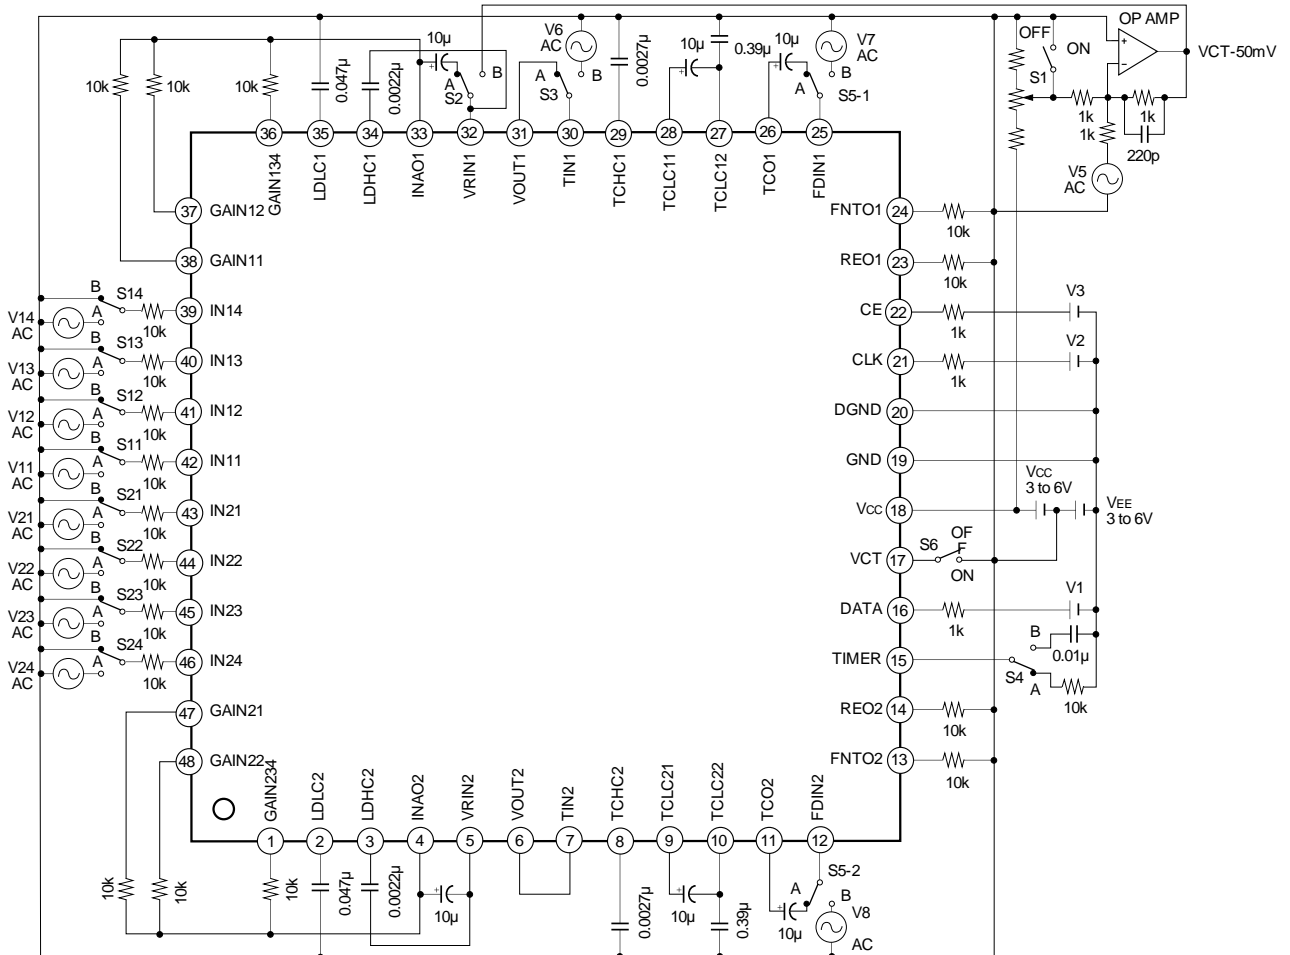 OP AMP
OFF
ON
S1
VCT-50mV
1k
1k
1k
220p
V5
AC
10k
10k
10k
0.047µ
0.0022µ
10µ
A
B
S2
V6
AC
A
B
S3
0.0027µ
10µ
0.39µ
10µ
A
B
V7
AC
S5-1
36
35
34
33
32
31
30
29
28
27
26
25
GAIN134
LDLC1
LDHC1
INAO1
VRIN1
VOUT1
TIN1
TCHC1
TCLC11
TCLC12
TCO1
FDIN1
37 GAIN12
38 GAIN11
B S14
V14 A
AC 10k
39 IN14
B S13
V13 A
AC 10k
40 IN13
B S12
V12 A
AC 10k
41 IN12
B S11
V11 A
AC 10k
42 IN11
B S21
V21 A
AC 10k
43 IN21
B S22
V22 A
AC 10k
44 IN22
B S23
V23 A
AC 10k
45 IN23
B S24
V24 A
AC 10k
46 IN24
47 GAIN21
48 GAIN22
FNTO1 24
10k
REO1 23
10k
CE 22
1k
V3
CLK 21
1k
V2
DGND 20
GND 19
VCC 18
VCC
3 to 6V
VEE
3 to 6V
VCT 17
S6
OF
F
ON
DATA 16
1k
V1
TIMER 15
B
0.01µ
S4
A
10k
REO2 14
10k
FNTO2 13
10k
GAIN234
LDLC2
LDHC2
INAO2
VRIN2
VOUT2
TIN2
TCHC2
TCLC21
TCLC22
TCO2
FDIN2
1
2
3
4
5
6
7
8
9
10
11
12
10k
10k
10k
0.047µ
0.0022µ
10µ
0.0027µ
10µ
0.39µ
10µ
A
B
S5-2
V8
AC